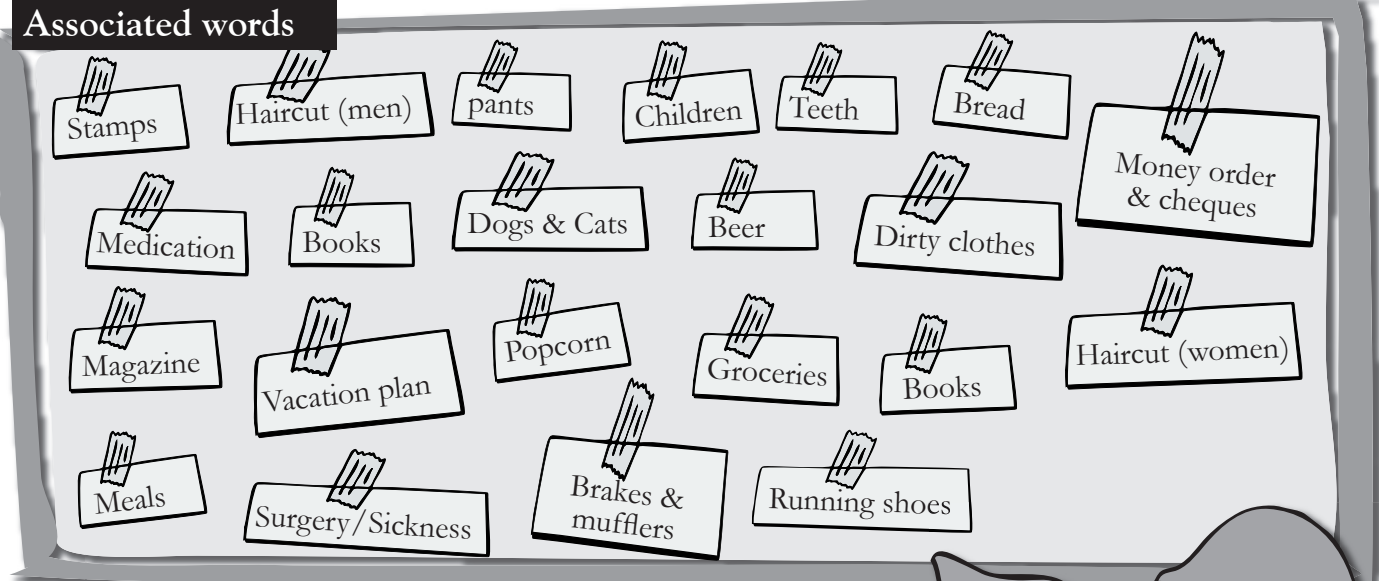 Associated words
Stamps
Haircut (men)
pants
Children
Teeth
Bread
Money order
& cheques
Medication
Books
Dogs & Cats
Beer
Dirty clothes
Magazine
Vacation plan
Popcorn
Groceries
Books
Haircut (women)
Meals
Surgery/Sickness
Brakes &
mufflers
Running shoes